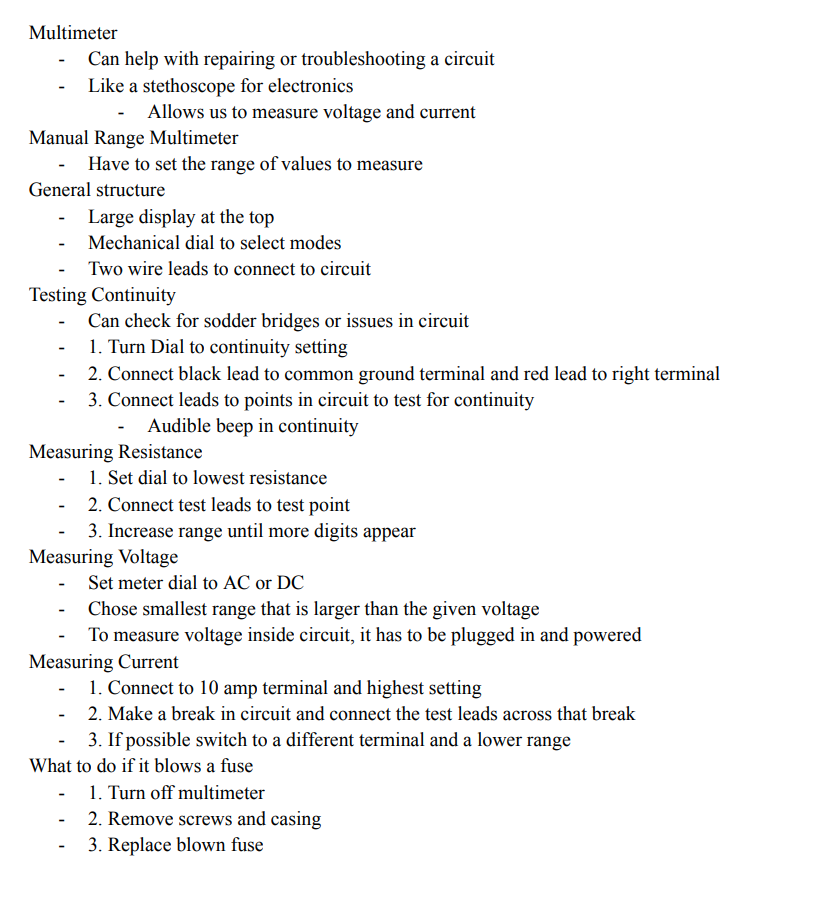 Multimeter
- Can help with repairing or troubleshooting a circuit
- Like a stethoscope for electronics
- Allows us to measure voltage and current
Manual Range Multimeter
- Have to set the range of values to measure
General structure
- Large display at the top
- Mechanical dial to select modes
- Two wire leads to connect to circuit
Testing Continuity
- Can check for sodder bridges or issues in circuit
- 1. Turn Dial to continuity setting
- 2. Connect black lead to common ground terminal and red lead to right terminal
- 3. Connect leads to points in circuit to test for continuity
- Audible beep in continuity
Measuring Resistance
- 1. Set dial to lowest resistance
- 2. Connect test leads to test point
- 3. Increase range until more digits appear
Measuring Voltage
- Set meter dial to AC or DC
- Chose smallest range that is larger than the given voltage
- To measure voltage inside circuit, it has to be plugged in and powered
Measuring Current
- 1. Connect to 10 amp terminal and highest setting
- 2. Make a break in circuit and connect the test leads across that break
- 3. If possible switch to a different terminal and a lower range
What to do if it blows a fuse
- 1. Turn off multimeter
- 2. Remove screws and casing
- 3. Replace blown fuse